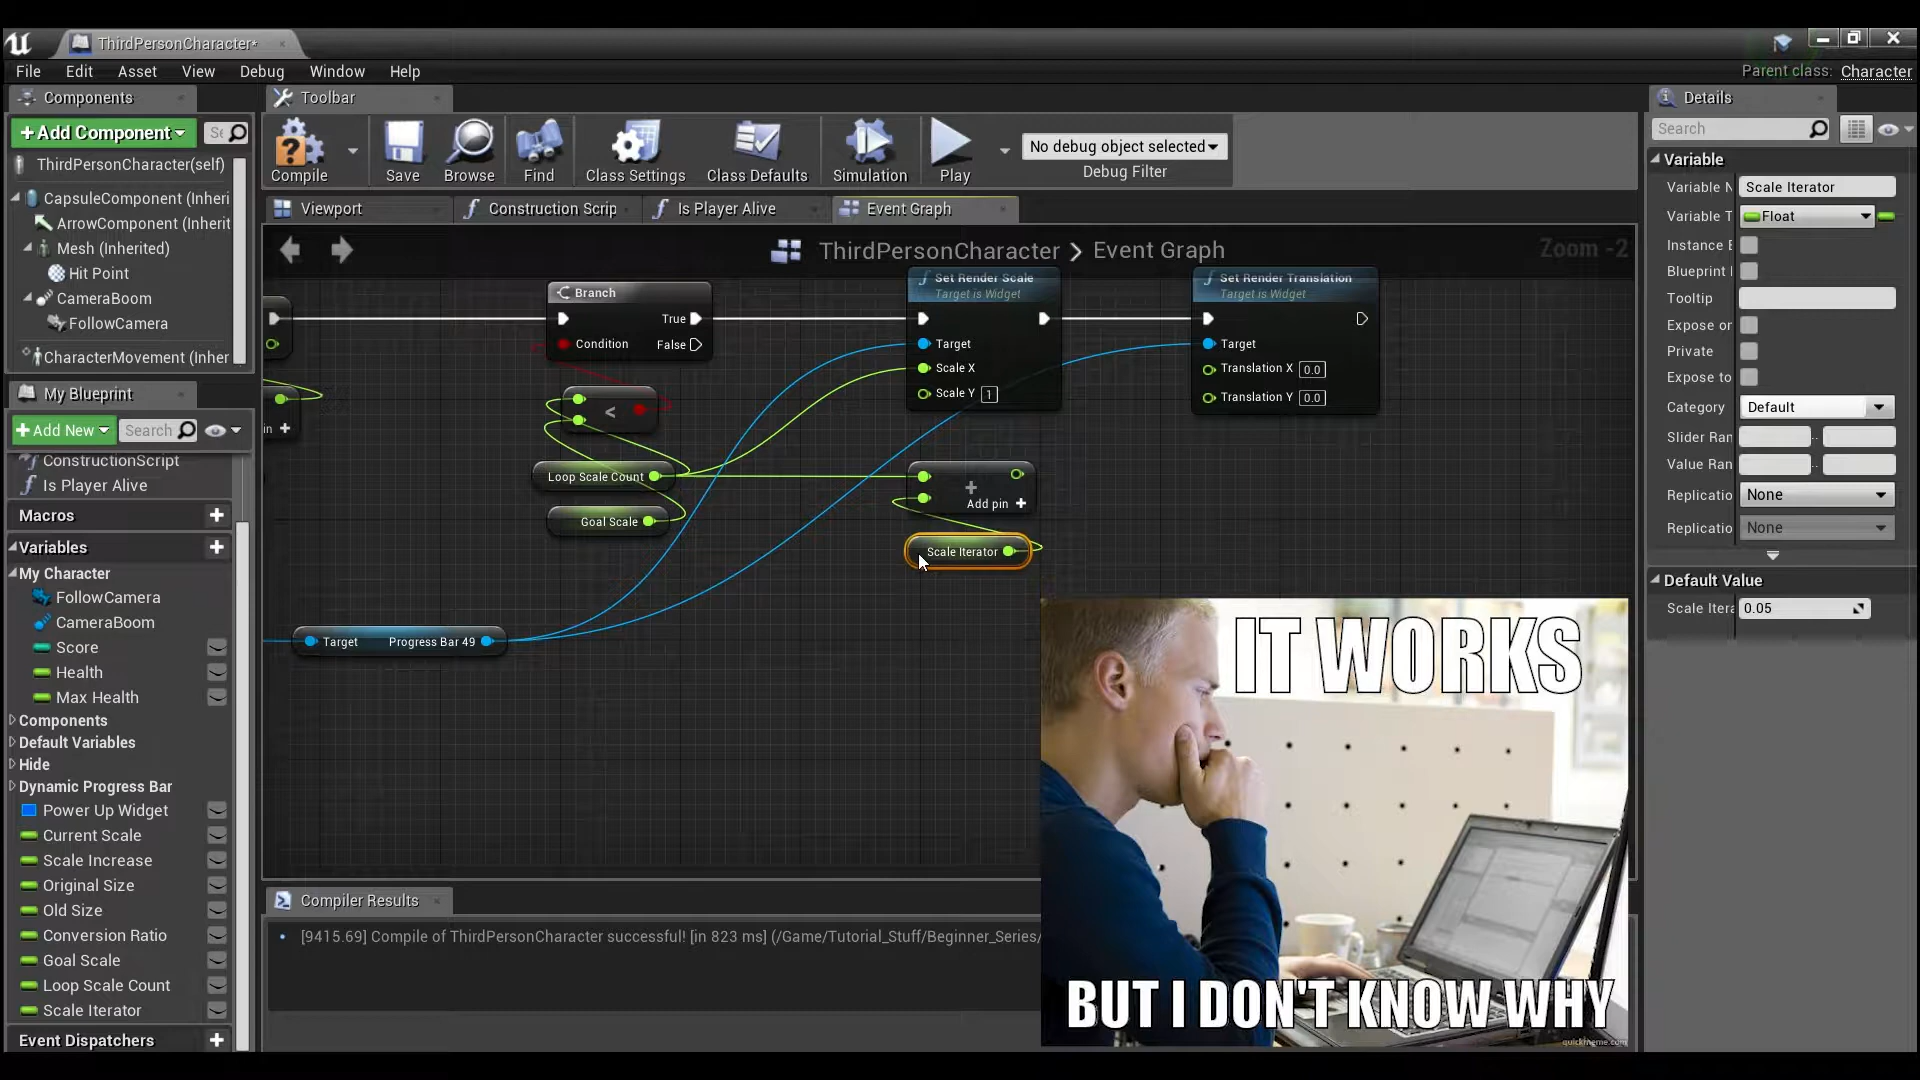 ThirdPersonCharacter*
File Edit Asset View Debug Window Help
Parent class: Character
Components
Toolbar
Details
+Add Component
Compile
Save
Browse
Find
Class Settings
Class Defaults
Simulation
Play
No debug object selected
Debug Filter
Search
ThirdPersonCharacter(self)
CapsuleComponent (Inheri
ArrowComponent (Inherit
Mesh (Inherited)
Hit Point
CameraBoom
FollowCamera
CharacterMovement (Inher
Viewport
Construction Scrip
Is Player Alive
Event Graph
ThirdPersonCharacter > Event Graph
Zoom -2
Branch
True
Condition
False
<
Loop Scale Count
Goal Scale
Set Render Scale
Target is Widget
Target
Scale X
Scale Y 1
Set Render Translation
Target is Widget
Target
Translation X 0.0
Translation Y 0.0
in +
+
Add pin +
Scale Iterator
Target Progress Bar 49
My Blueprint
+Add New
Search
ConstructionScript
Is Player Alive
Macros +
Variables +
My Character
FollowCamera
CameraBoom
Score
Health
Max Health
Components
Default Variables
Hide
Dynamic Progress Bar
Power Up Widget
Current Scale
Scale Increase
Original Size
Old Size
Conversion Ratio
Goal Scale
Loop Scale Count
Scale Iterator
Event Dispatchers +
Compiler Results
[9415.69] Compile of ThirdPersonCharacter successful! [in 823 ms] (/Game/Tutorial_Stuff/Beginner_Series/
IT WORKS
BUT I DON'T KNOW WHY
quickmeme.com
Variable
Variable N Scale Iterator
Variable T Float
Instance E
Blueprint I
Tooltip
Expose or
Private
Expose to
Category Default
Slider Ran
Value Ran
Replicatio None
Replicatio None
Default Value
Scale Itera 0.05